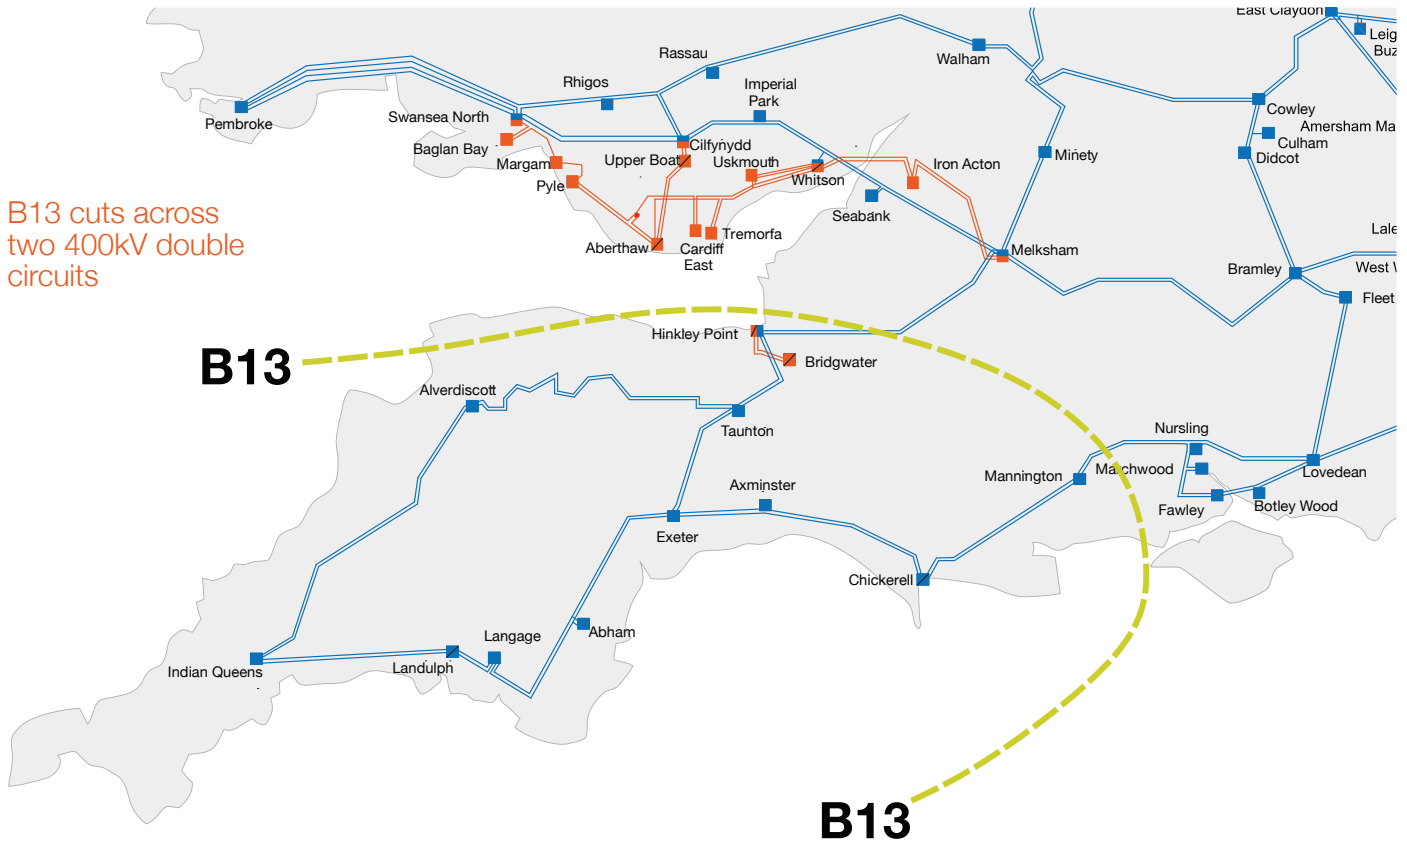 East Claydon
Leig
Buz
Rassau
Walham
Rhigos
Imperial
Park
Pembroke
Swansea North
Cowley
Amersham Ma
Culham
Didcot
Baglan Bay
Cilfynydd
Minety
Margam
Upper Boat
Uskmouth
Iron Acton
Whitson
Pyle
B13 cuts across
two 400kV double
circuits
Seabank
Lale
Tremorfa
Aberthaw
Cardiff
East
Melksham
Bramley
West W
Fleet
Hinkley Point
Bridgwater
B13
Alverdiscott
Taunton
Nursling
Mannington
Marchwood
Lovedean
Axminster
Fawley
Botley Wood
Exeter
Chickerell
Abham
Langage
Landulph
Indian Queens
B13